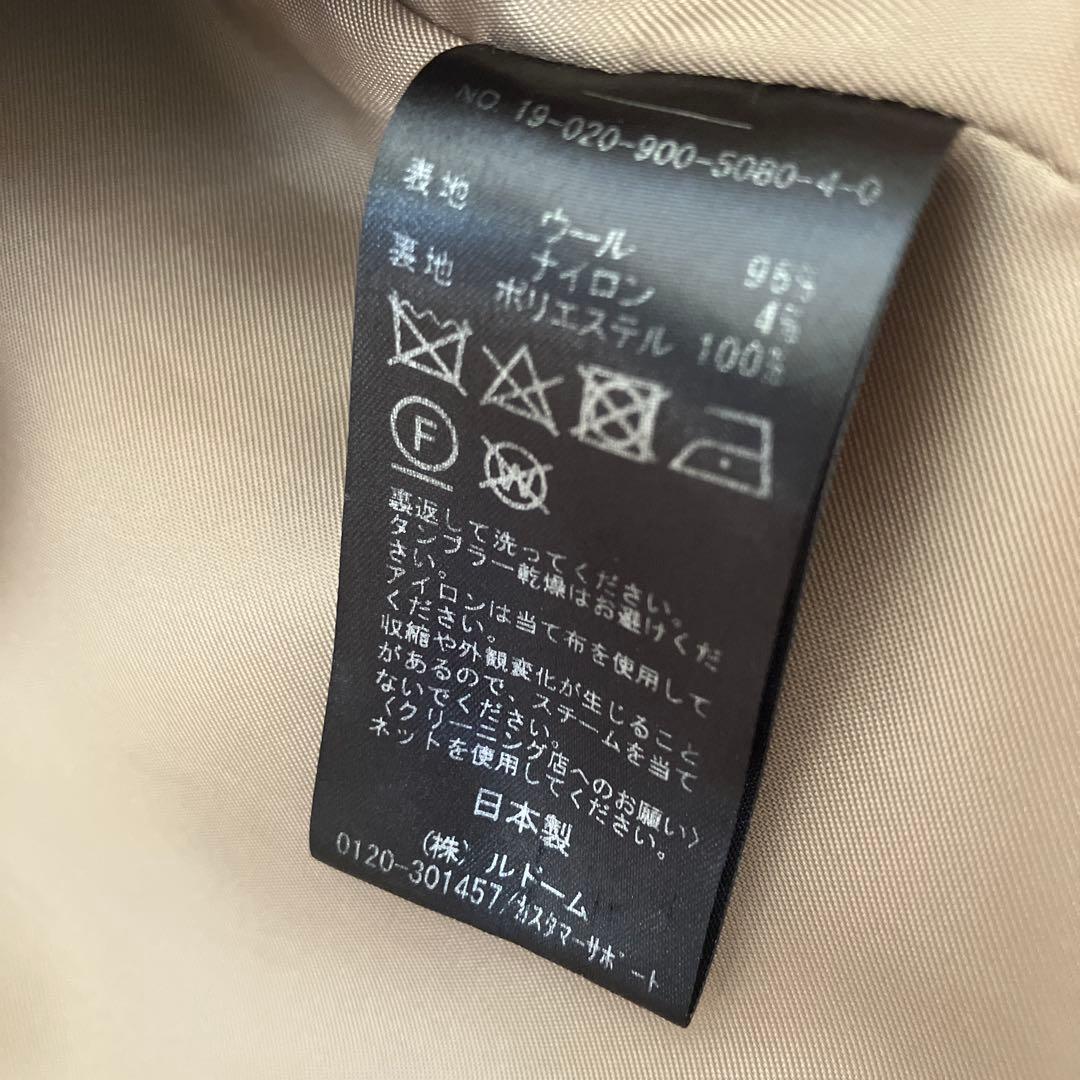 NO. 19-020-900-5080-4-0
表地 ウール 96%
ナイロン 4%
裏地 ポリエステル 100%
F W
裏返して洗ってください。
タンブラー乾燥はお避けくだ
さい。
アイロンは当て布を使用して
ください。
収縮や外観変化が生じること
があるので、スチームを当て
ないでください。
〈クリーニング店へのお願い〉
ネットを使用してください。
日本製
(株) ルドーム
0120-301457/カスタマーサポート